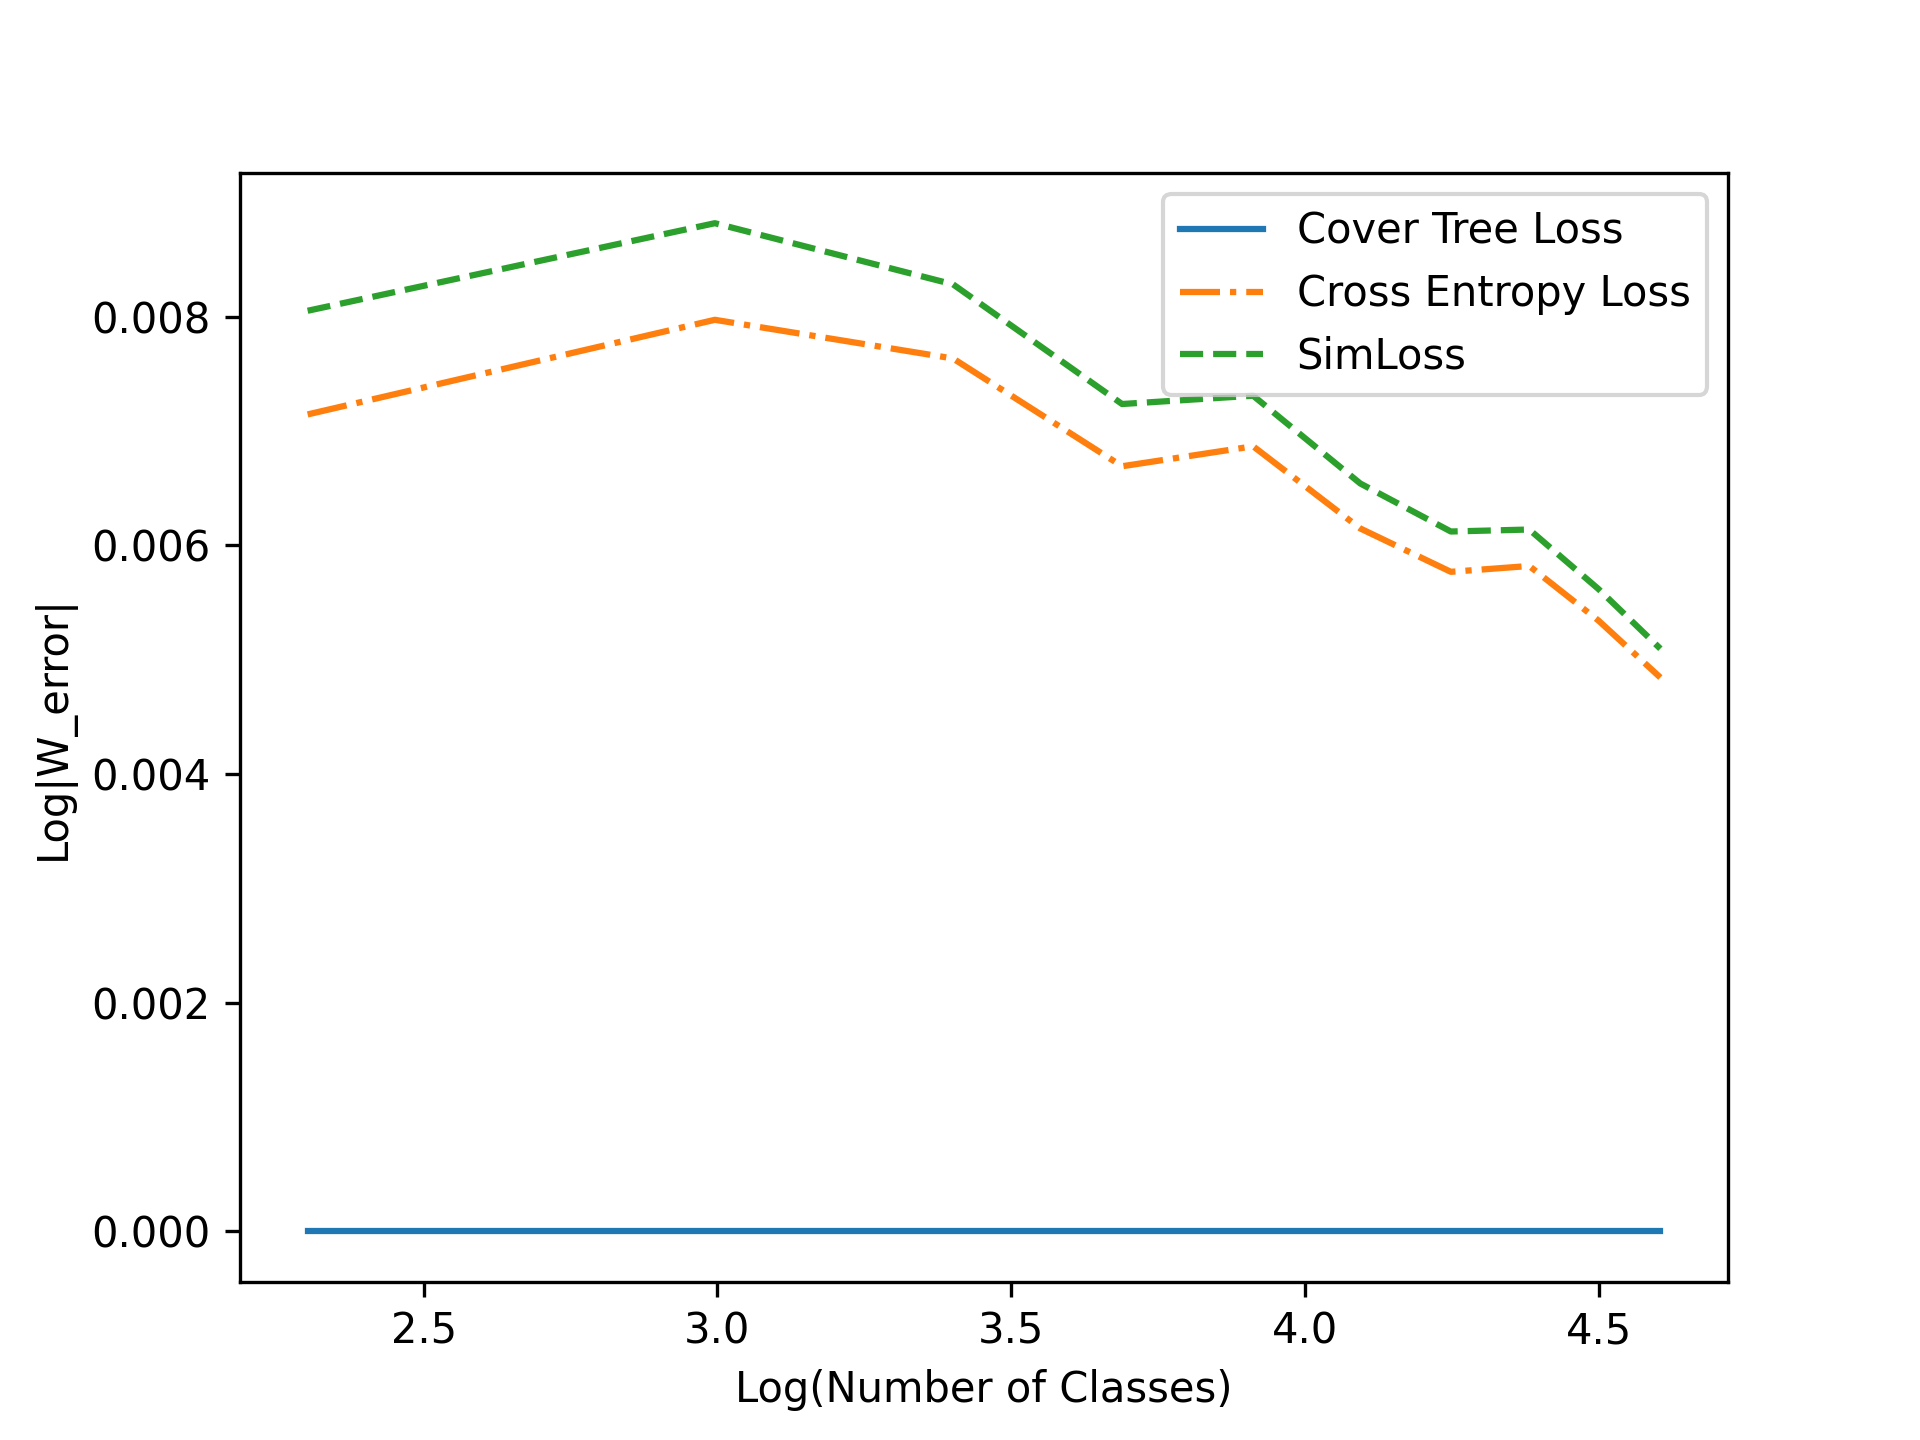 Cover Tree Loss
Cross Entropy Loss
SimLoss
0.008
0.006
0.004
0.002
0.000
Log|W_error|
2.5 3.0 3.5 4.0 4.5
Log(Number of Classes)